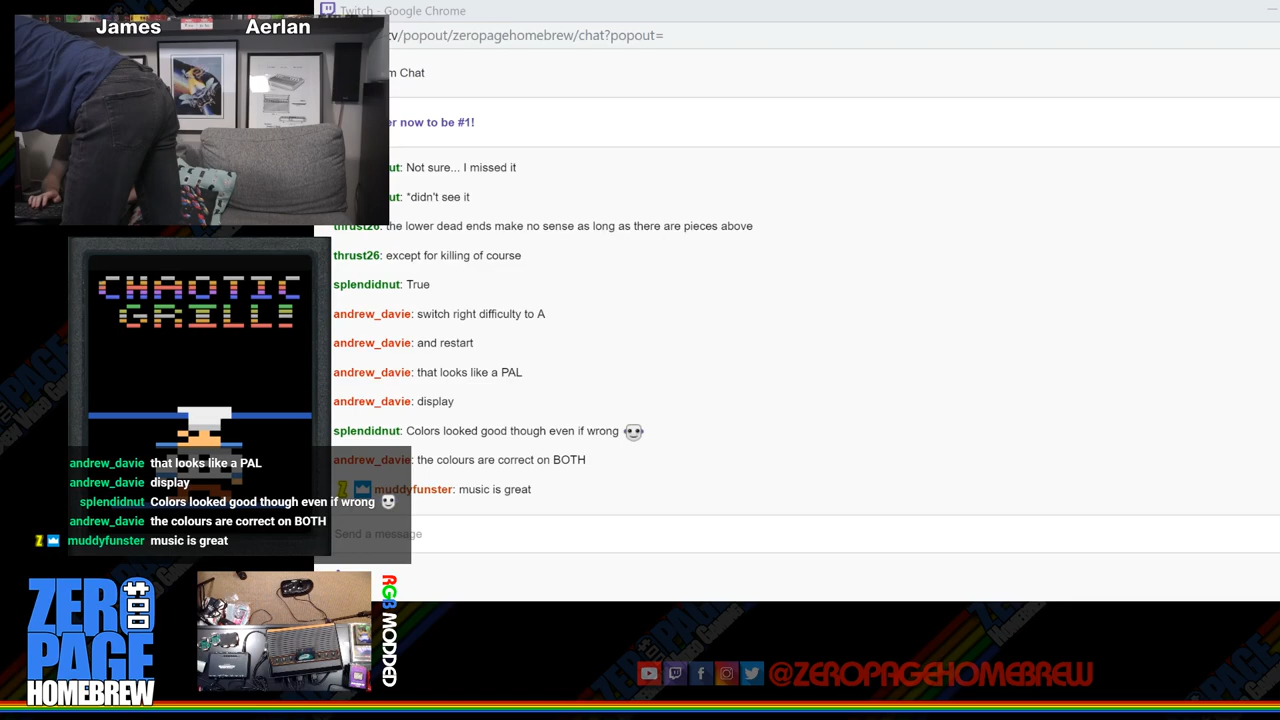 James
Aerlan
Twitch - Google Chrome
tv/popout/zeropagehomebrew/chat?popout=
m Chat
er now to be #1!
ut: Not sure... I missed it
ut: *didn't see it
thrust26: the lower dead ends make no sense as long as there are pieces above
thrust26: except for killing of course
splendidnut: True
andrew_davie: switch right difficulty to A
andrew_davie: and restart
andrew_davie: that looks like a PAL
andrew_davie: display
splendidnut: Colors looked good though even if wrong
andrew_davie: the colours are correct on BOTH
muddyfunster: music is great
Send a message
CHAOTIC
GRILL!
andrew_davie that looks like a PAL
andrew_davie display
splendidnut Colors looked good though even if wrong
andrew_davie the colours are correct on BOTH
muddyfunster music is great
ZERO
PAGE
HOMEBREW
RGB MODDED
@ZEROPAGEHOMEBREW